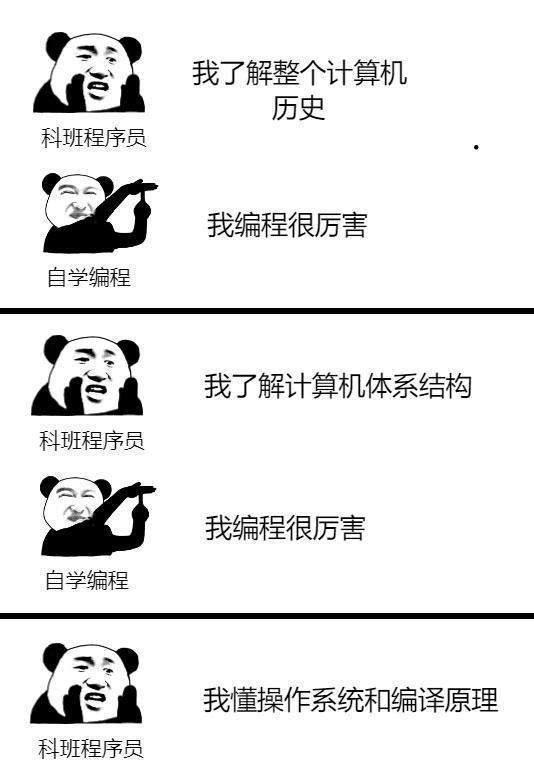 我了解整个计算机
历史
科班程序员
我编程很厉害
自学编程
我了解计算机体系结构
科班程序员
我编程很厉害
自学编程
我懂操作系统和编译原理
科班程序员